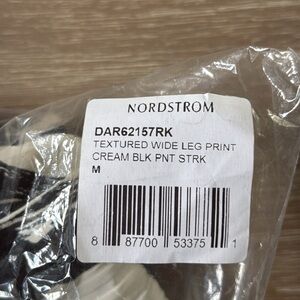 NORDSTROM
DAR62157RK
TEXTURED WIDE LEG PRINT
CREAM BLK PNT STRK
M
8 87700 53375 1